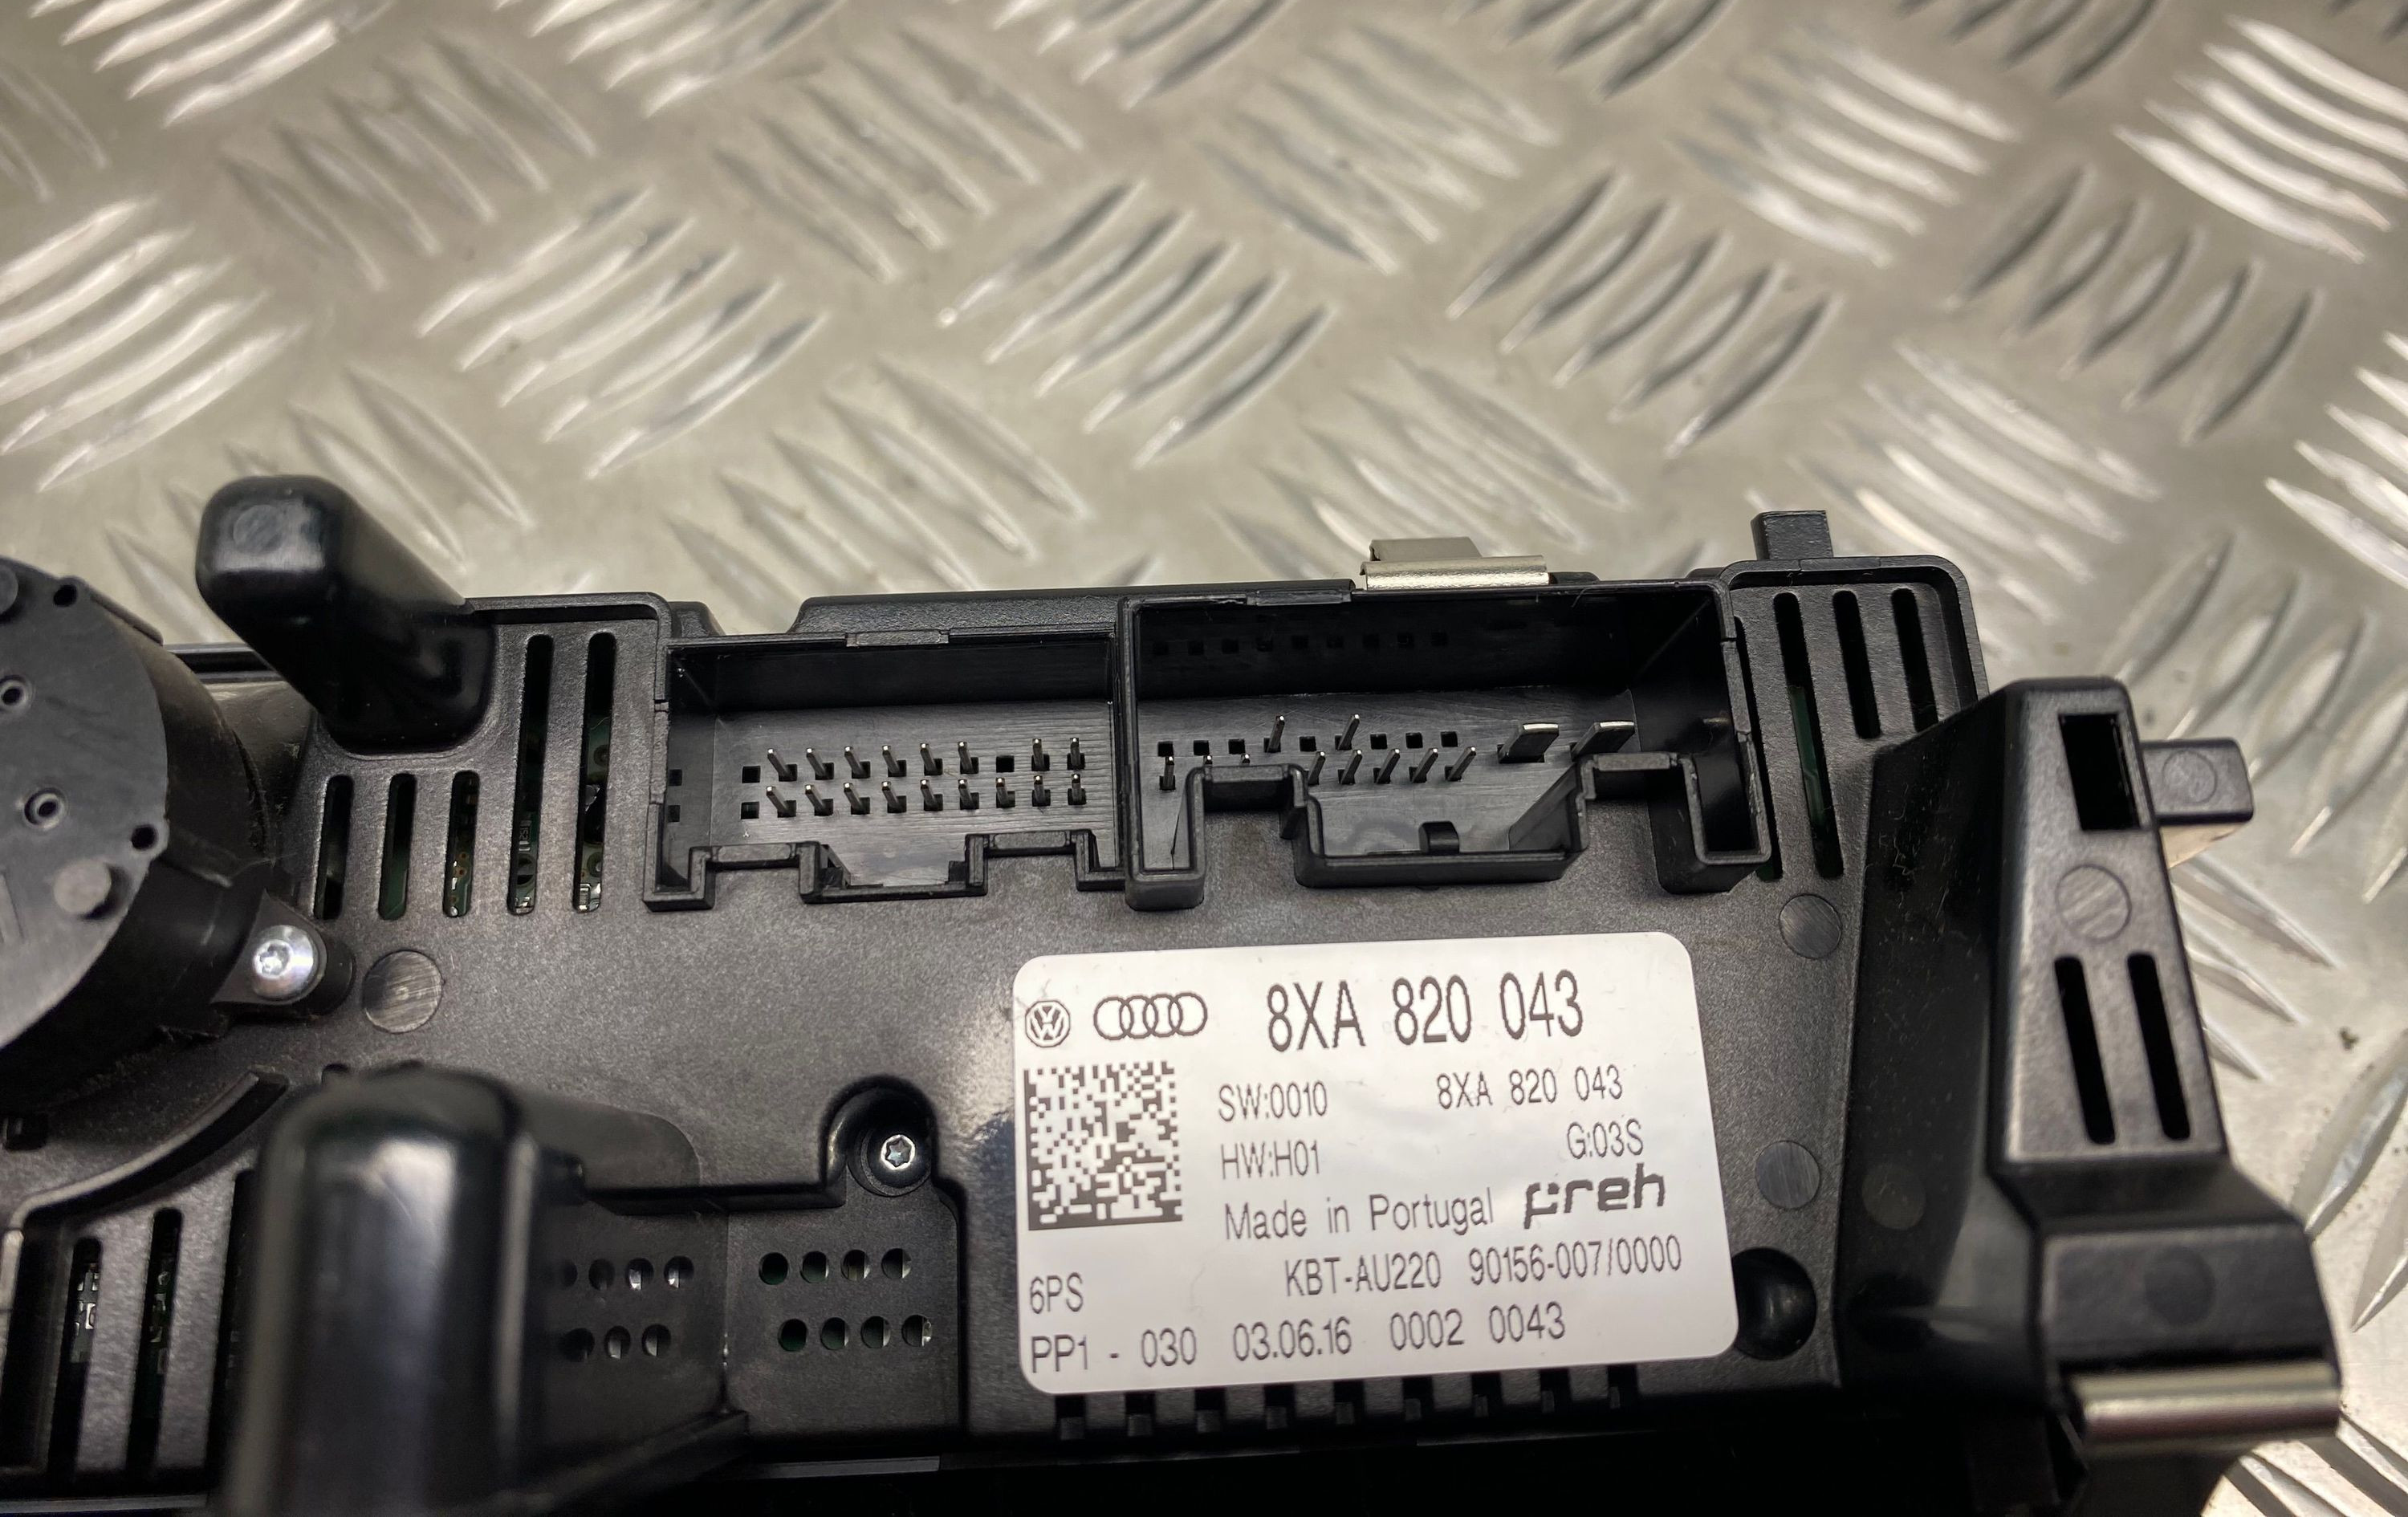 8XA 820 043
SW:0010 8XA 820 043
HW:H01 G:03S
Made in Portugal preh
6PS KBT-AU220 90156-007/0000
PP1 - 030 03.06.16 0002 0043